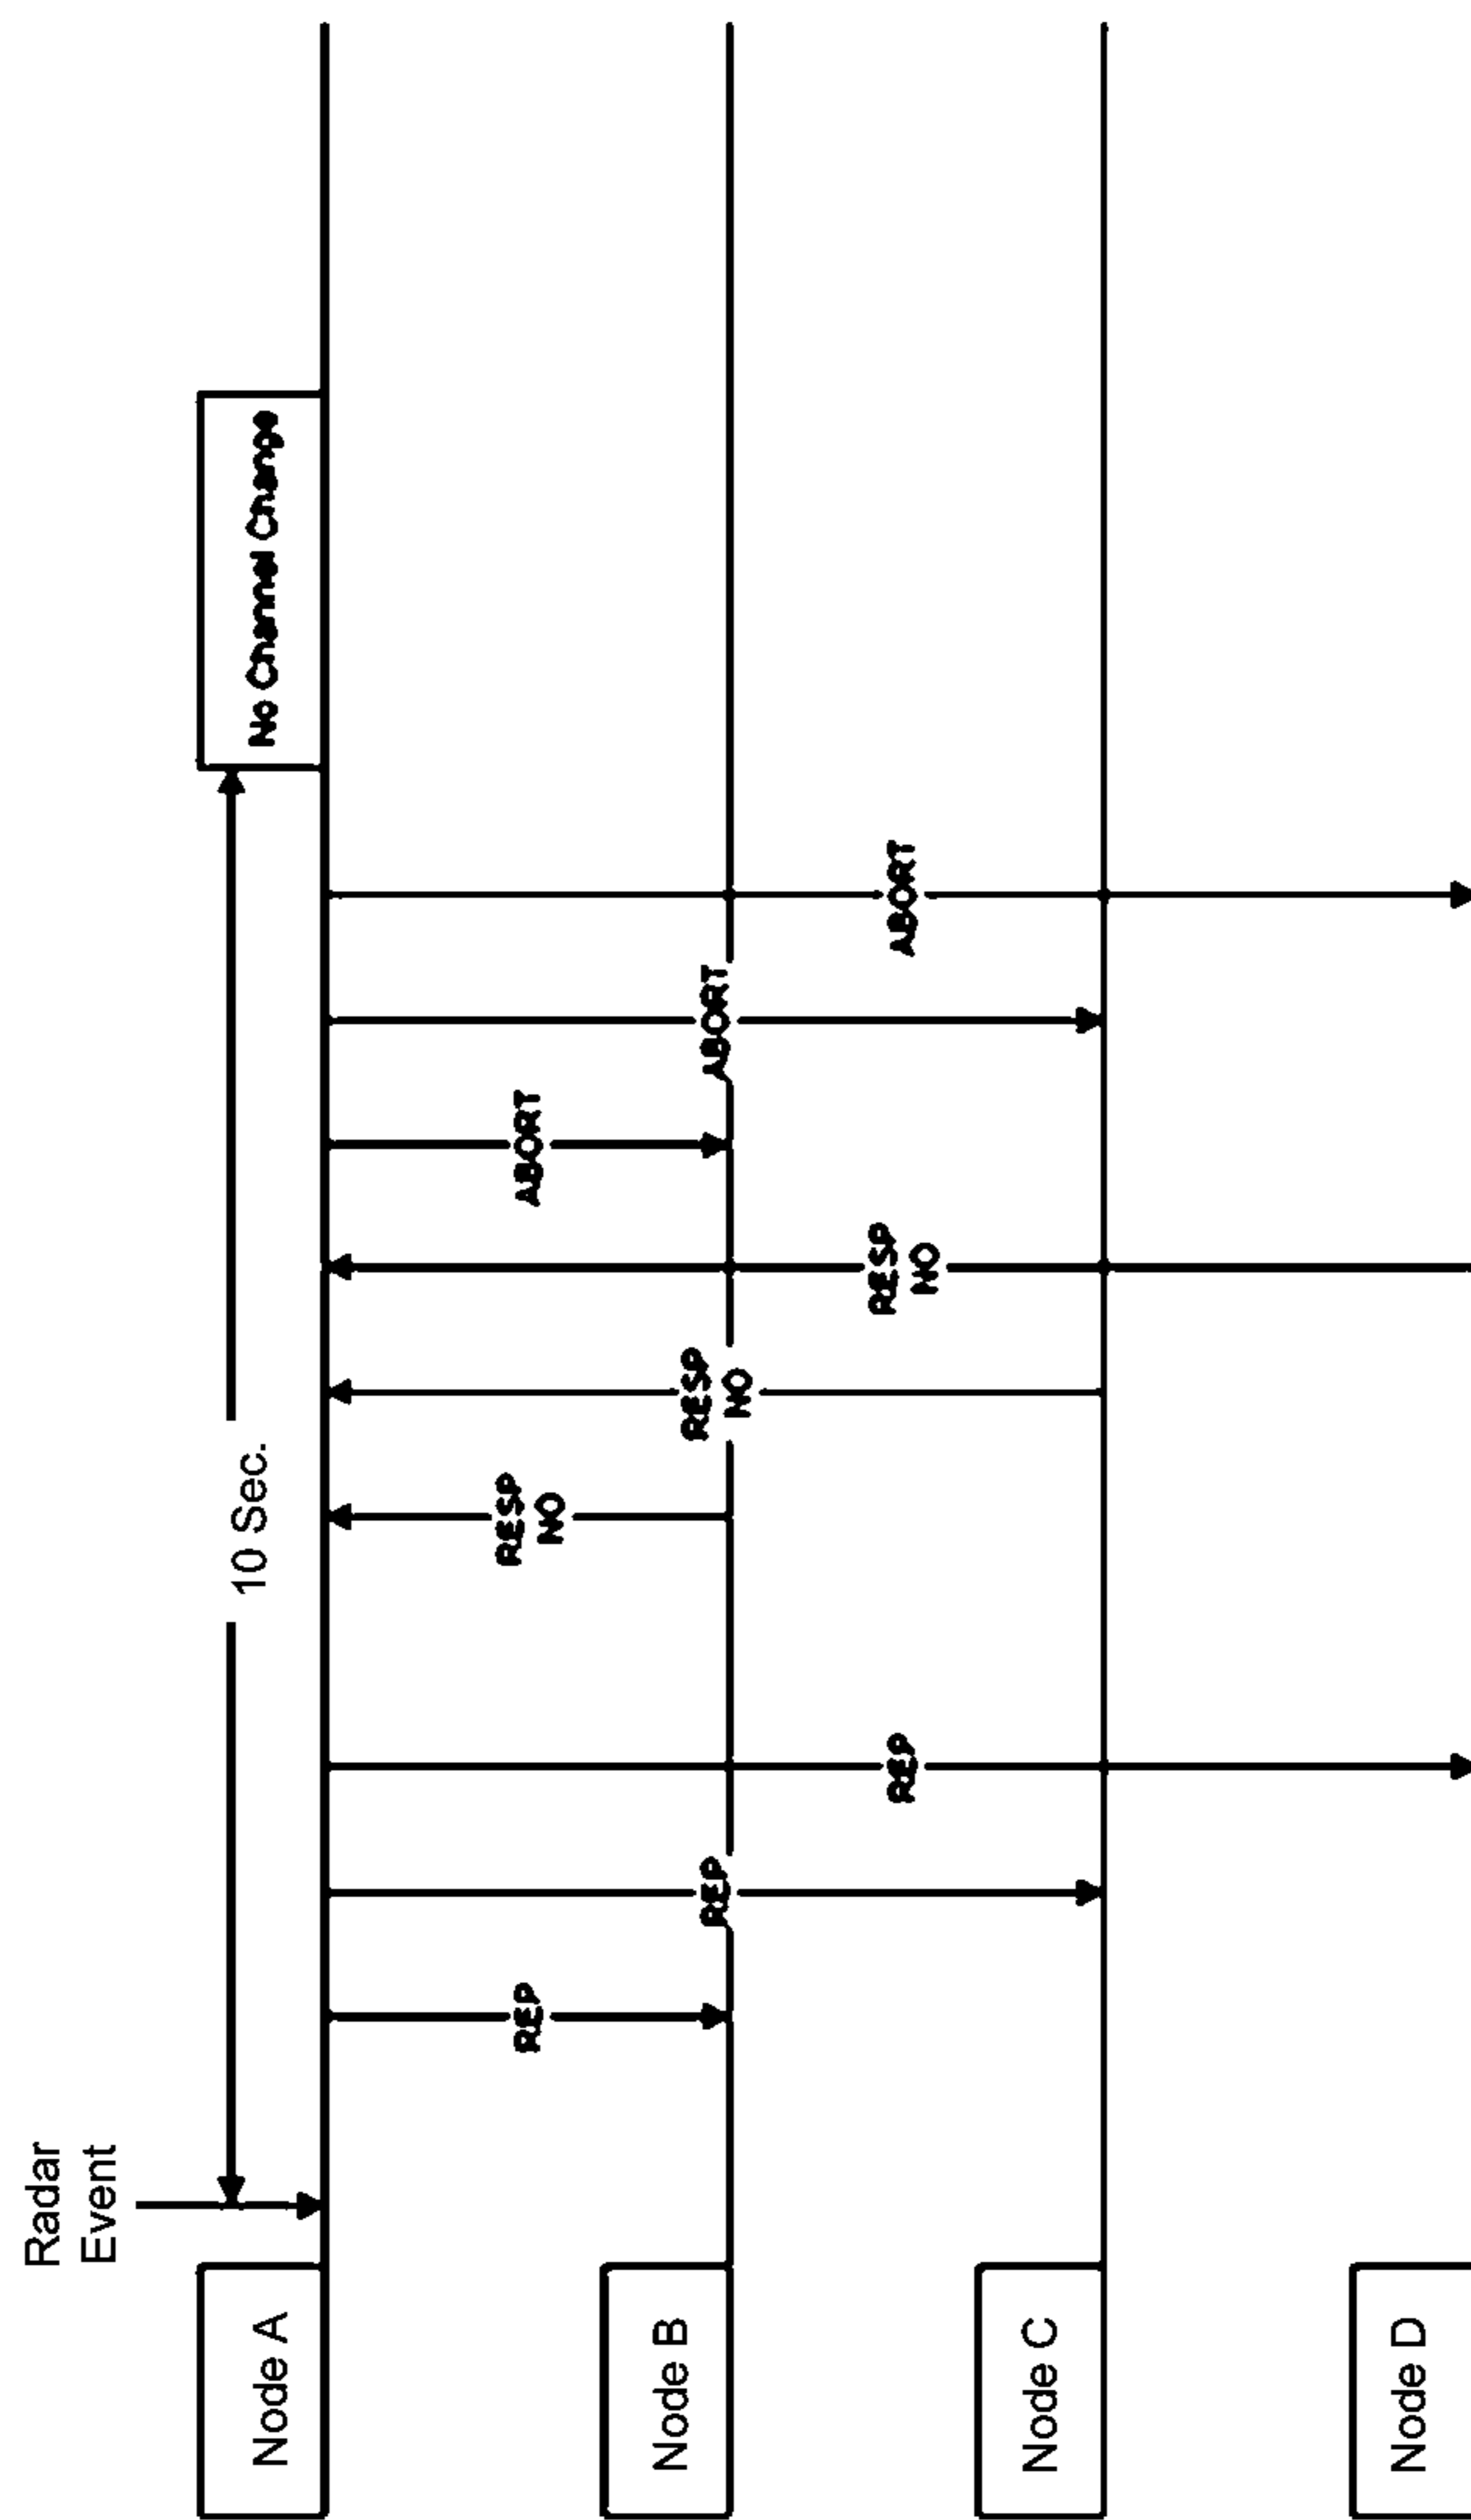 Radar
Event
10 Sec.
No Channel Change
Node A
REP
RESP
NO
ABORT
Node B
REP
RESP
NO
ABORT
Node C
REP
RESP
NO
ABORT
Node D